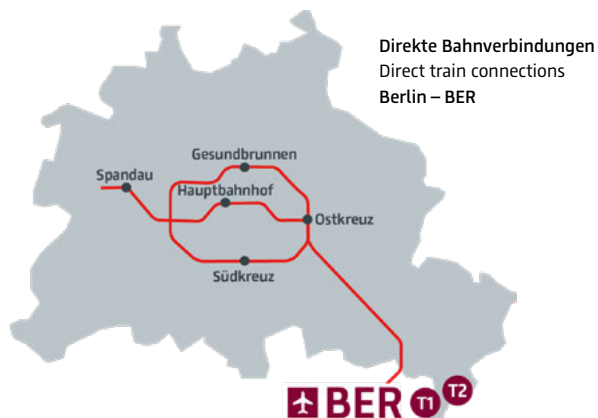 Direkte Bahnverbindungen
Direct train connections
Berlin – BER
Gesundbrunnen
Spandau
Hauptbahnhof
Ostkreuz
Südkreuz
BER T1 T2